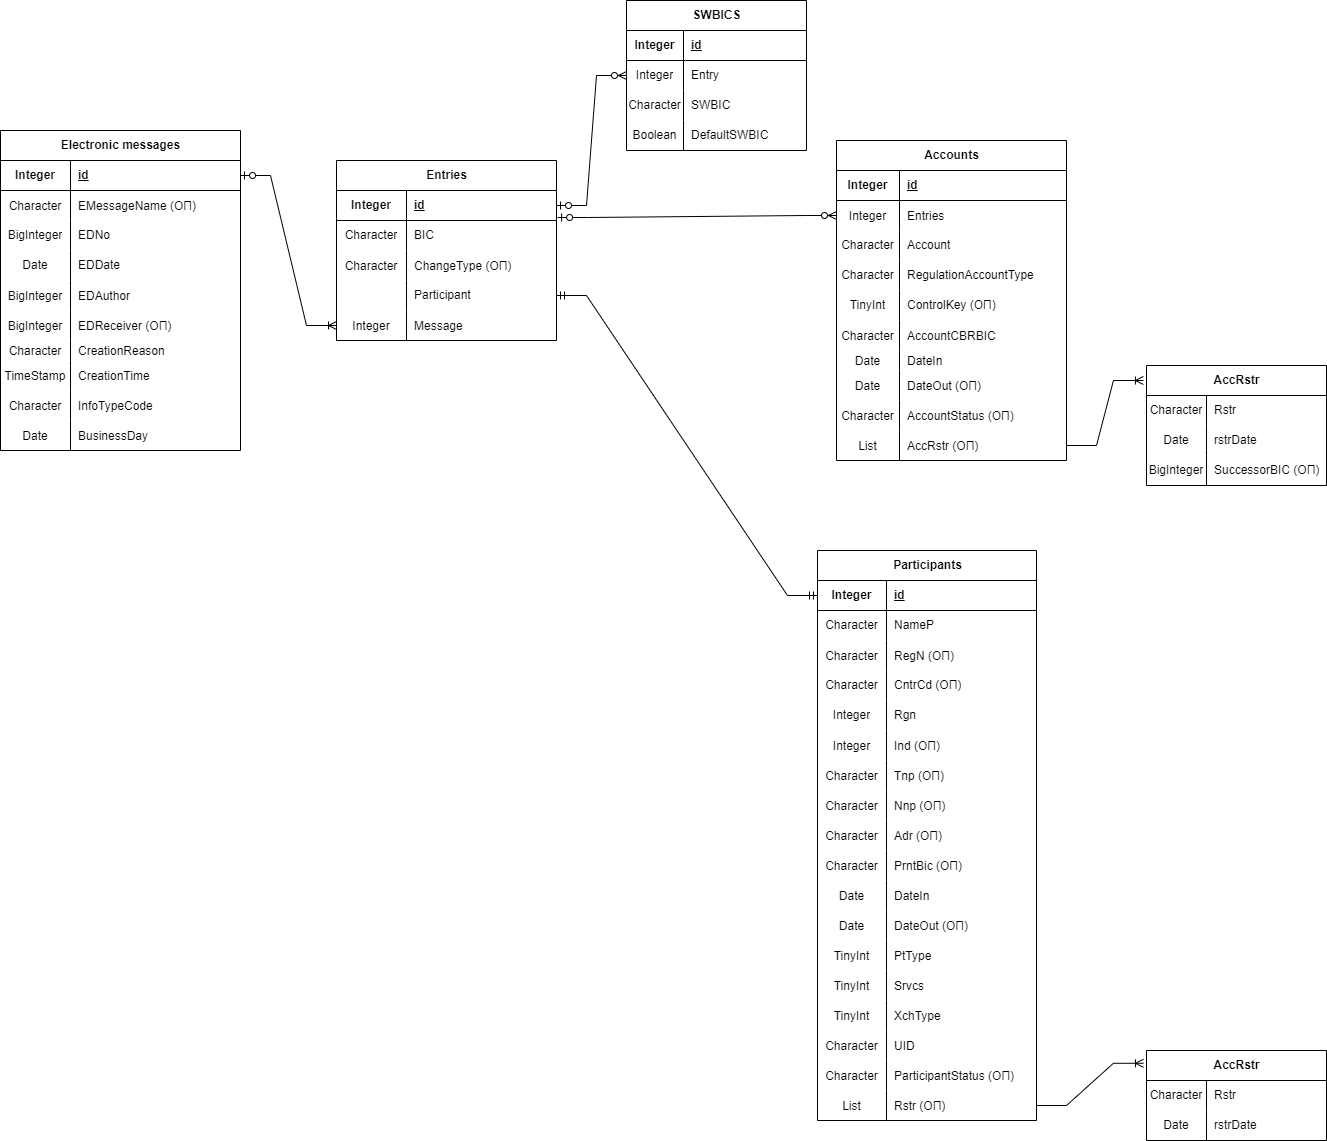 SWBICS
Integer id
Integer Entry
Character SWBIC
Boolean DefaultSWBIC
Electronic messages
Integer id
Character EMessageName (ОП)
BigInteger EDNo
Date EDDate
BigInteger EDAuthor
BigInteger EDReceiver (ОП)
Character CreationReason
TimeStamp CreationTime
Character InfoTypeCode
Date BusinessDay
Entries
Integer id
Character BIC
Character ChangeType (ОП)
Participant
Integer Message
Accounts
Integer id
Integer Entries
Character Account
Character RegulationAccountType
TinyInt ControlKey (ОП)
Character AccountCBRBIC
Date DateIn
Date DateOut (ОП)
Character AccountStatus (ОП)
List AccRstr (ОП)
AccRstr
Character Rstr
Date rstrDate
BigInteger SuccessorBIC (ОП)
Participants
Integer id
Character NameP
Character RegN (ОП)
Character CntrCd (ОП)
Integer Rgn
Integer Ind (ОП)
Character Tnp (ОП)
Character Nnp (ОП)
Character Adr (ОП)
Character PrntBic (ОП)
Date DateIn
Date DateOut (ОП)
TinyInt PtType
TinyInt Srvcs
TinyInt XchType
Character UID
Character ParticipantStatus (ОП)
List Rstr (ОП)
AccRstr
Character Rstr
Date rstrDate